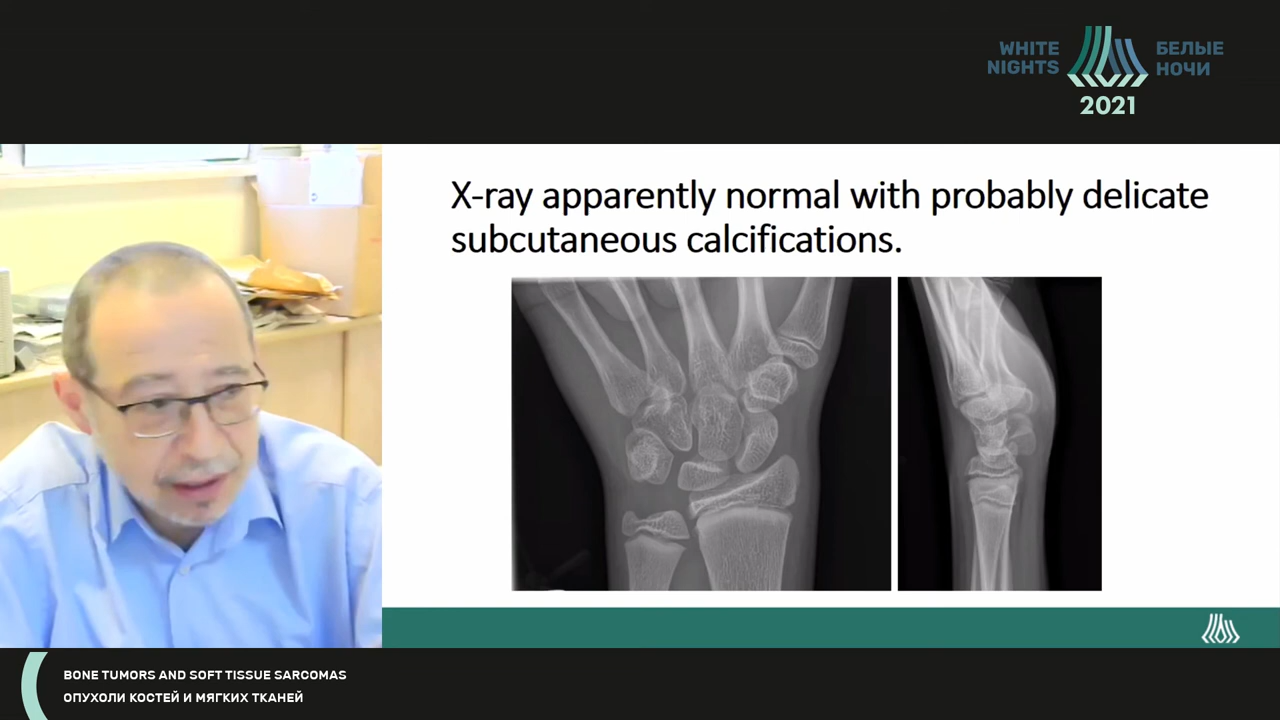 WHITE
NIGHTS
БЕЛЫЕ
НОЧИ
2021
X-ray apparently normal with probably delicate
subcutaneous calcifications.
BONE TUMORS AND SOFT TISSUE SARCOMAS
ОПУХОЛИ КОСТЕЙ И МЯГКИХ ТКАНЕЙ